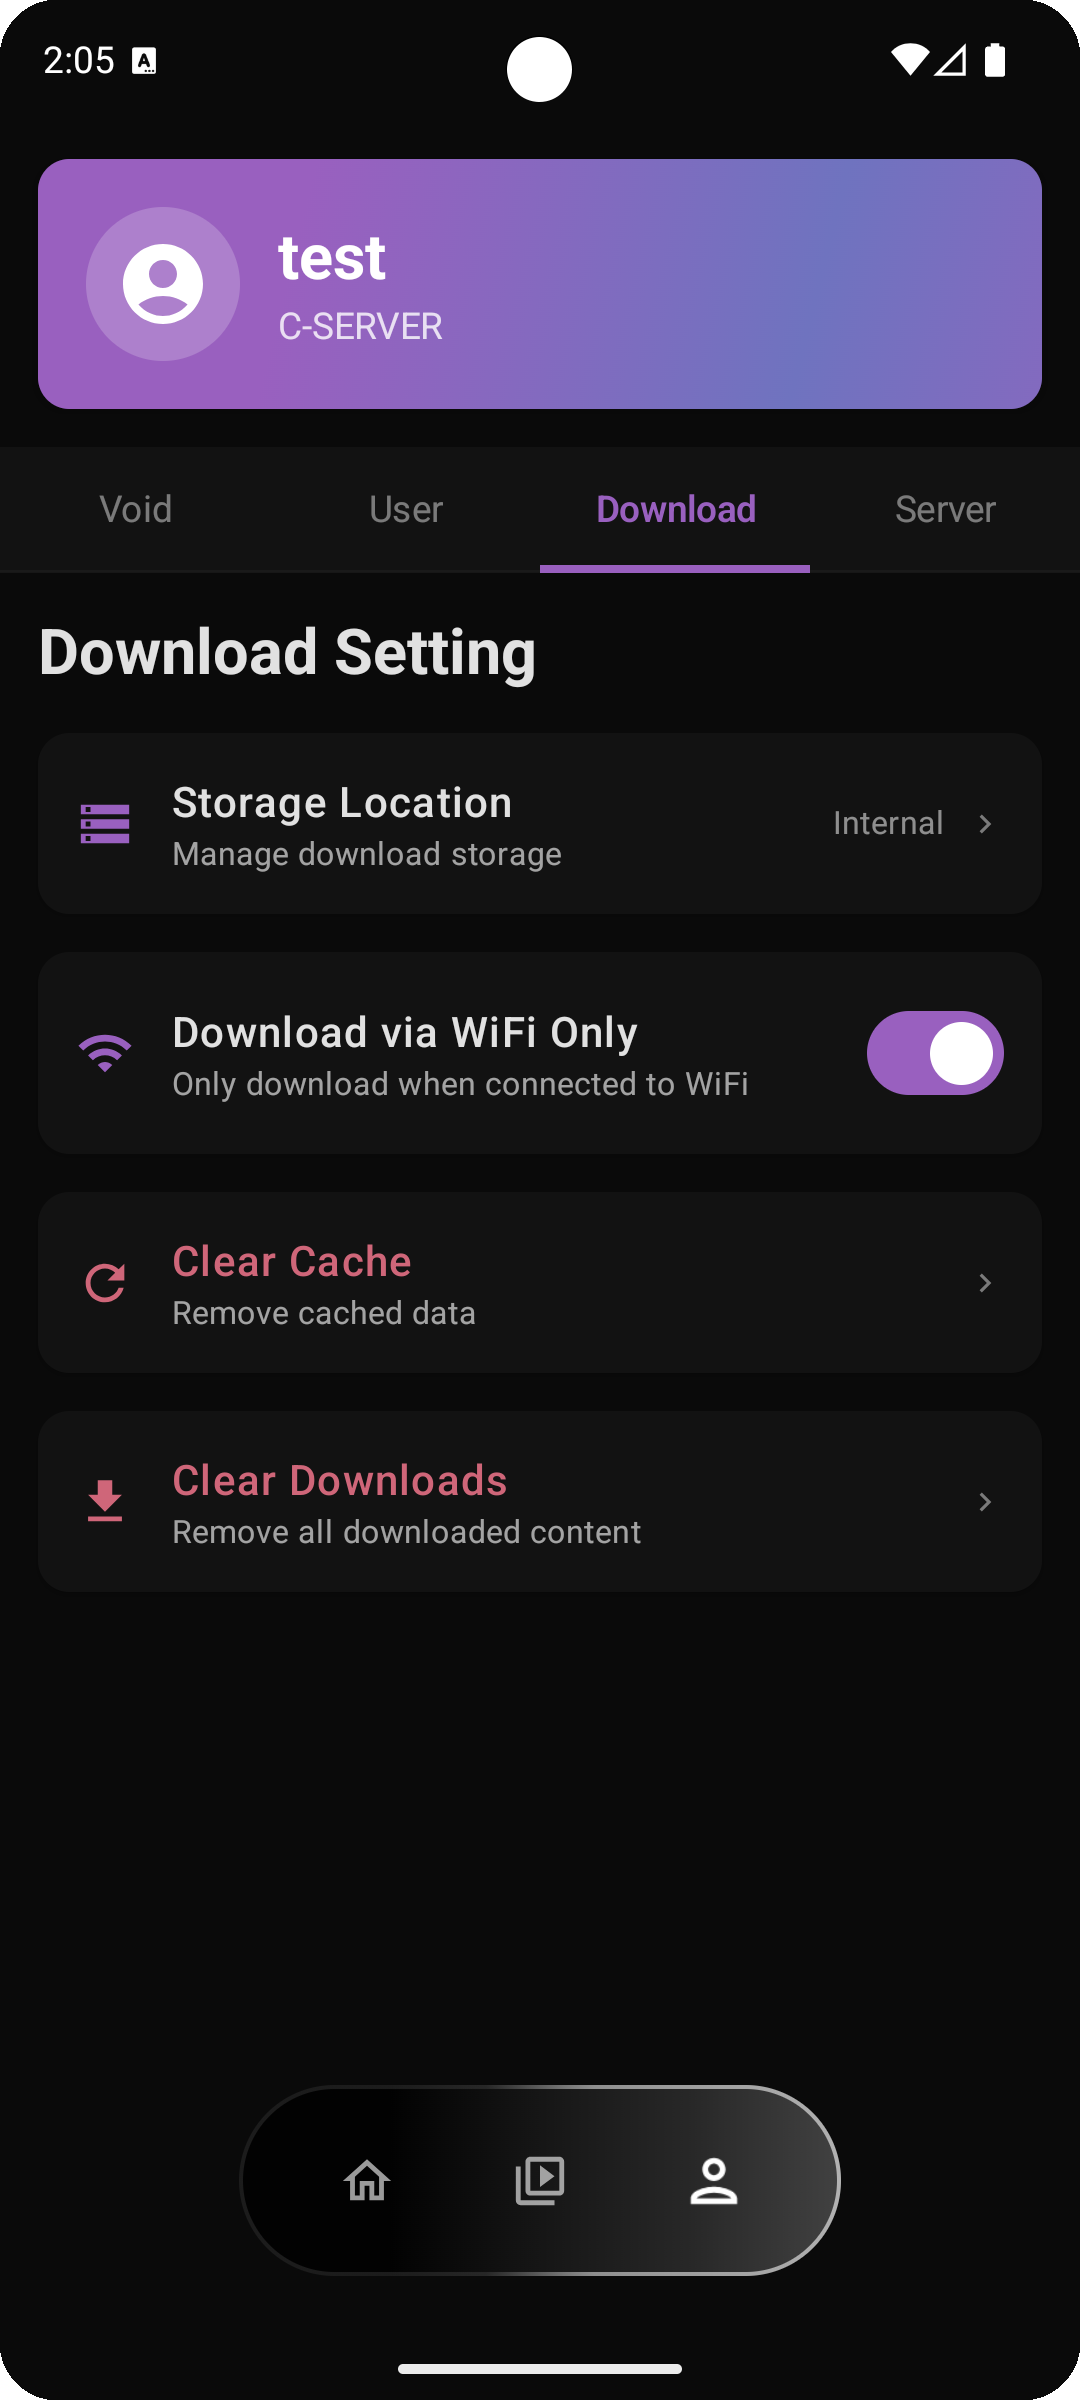 2:05
test
C-SERVER
Void User Download Server
Download Setting
Storage Location
Manage download storage
Internal
Download via WiFi Only
Only download when connected to WiFi
Clear Cache
Remove cached data
Clear Downloads
Remove all downloaded content